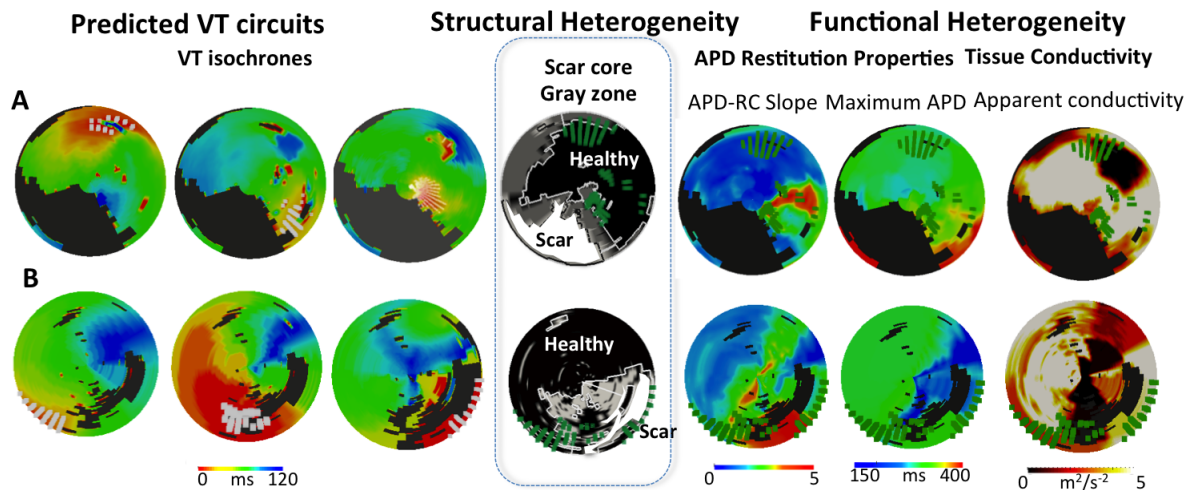 Predicted VT circuits
Structural Heterogeneity
Functional Heterogeneity
VT isochrones
Scar core
Gray zone
APD Restitution Properties
Tissue Conductivity
APD-RC Slope
Maximum APD
Apparent conductivity
A
Healthy
Scar
B
Healthy
Scar
0 ms 120
0 5
150 ms 400
0 m²/s⁻² 5